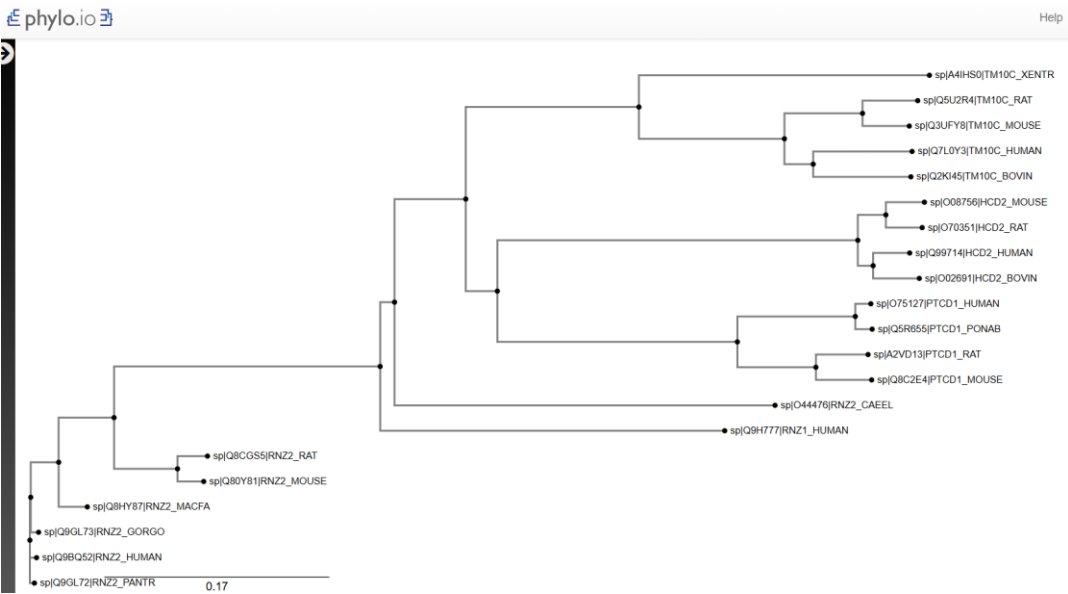 phylo.io
Help
sp|A4IHS0|TM10C_XENTR
sp|Q5U2R4|TM10C_RAT
sp|Q3UFY8|TM10C_MOUSE
sp|Q7L0Y3|TM10C_HUMAN
sp|Q2KI45|TM10C_BOVIN
sp|O08756|HCD2_MOUSE
sp|O70351|HCD2_RAT
sp|Q99714|HCD2_HUMAN
sp|O02691|HCD2_BOVIN
sp|O75127|PTCD1_HUMAN
sp|Q5R655|PTCD1_PONAB
sp|A2VD13|PTCD1_RAT
sp|Q8C2E4|PTCD1_MOUSE
sp|O44476|RNZ2_CAEEL
sp|Q9H777|RNZ1_HUMAN
sp|Q8CGS5|RNZ2_RAT
sp|Q80Y81|RNZ2_MOUSE
sp|Q8HY87|RNZ2_MACFA
sp|Q9GL73|RNZ2_GORGO
sp|Q9BQ52|RNZ2_HUMAN
sp|Q9GL72|RNZ2_PANTR
0.17